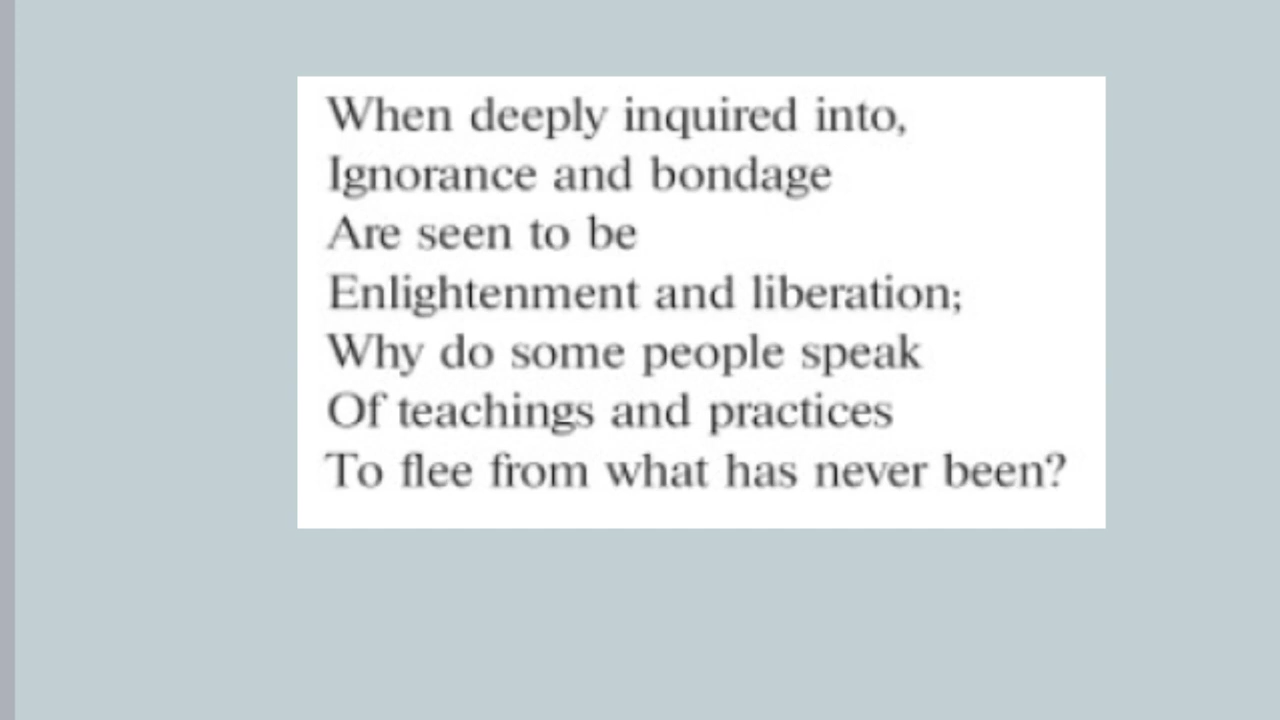 When deeply inquired into,
Ignorance and bondage
Are seen to be
Enlightenment and liberation;
Why do some people speak
Of teachings and practices
To flee from what has never been?